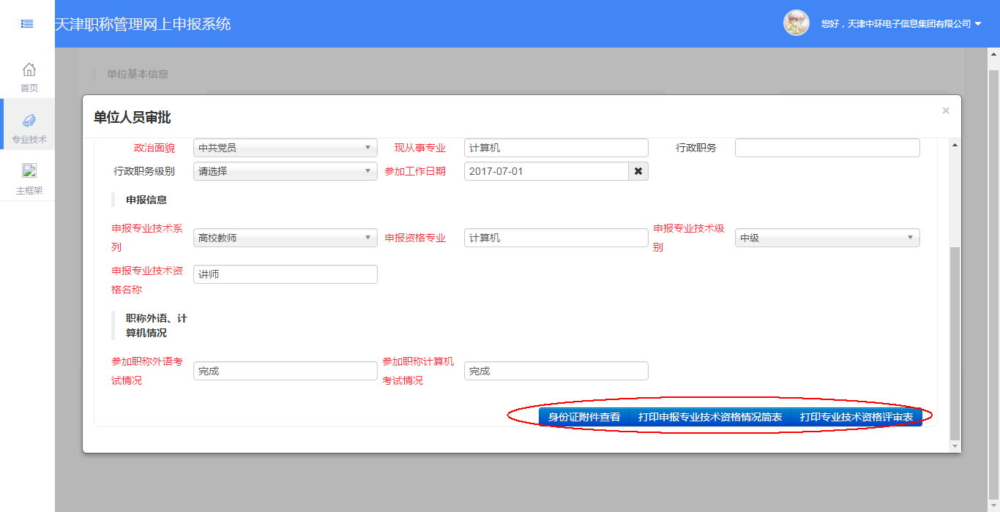 天津职称管理网上申报系统
您好，天津中环电子信息集团有限公司
首页
专业技术
主框架
单位基本信息
单位人员审批
×
政治面貌 中共党员 现从事专业 计算机 行政职务
行政职务级别 请选择 参加工作日期 2017-07-01
申报信息
申报专业技术系
列
高校教师
申报资格专业
计算机
申报专业技术级
别
中级
申报专业技术资
格名称
讲师
职称外语、计
算机情况
参加职称外语考
试情况
完成
参加职称计算机
考试情况
完成
身份证附件查看 打印申报专业技术资格情况简表 打印专业技术资格评审表